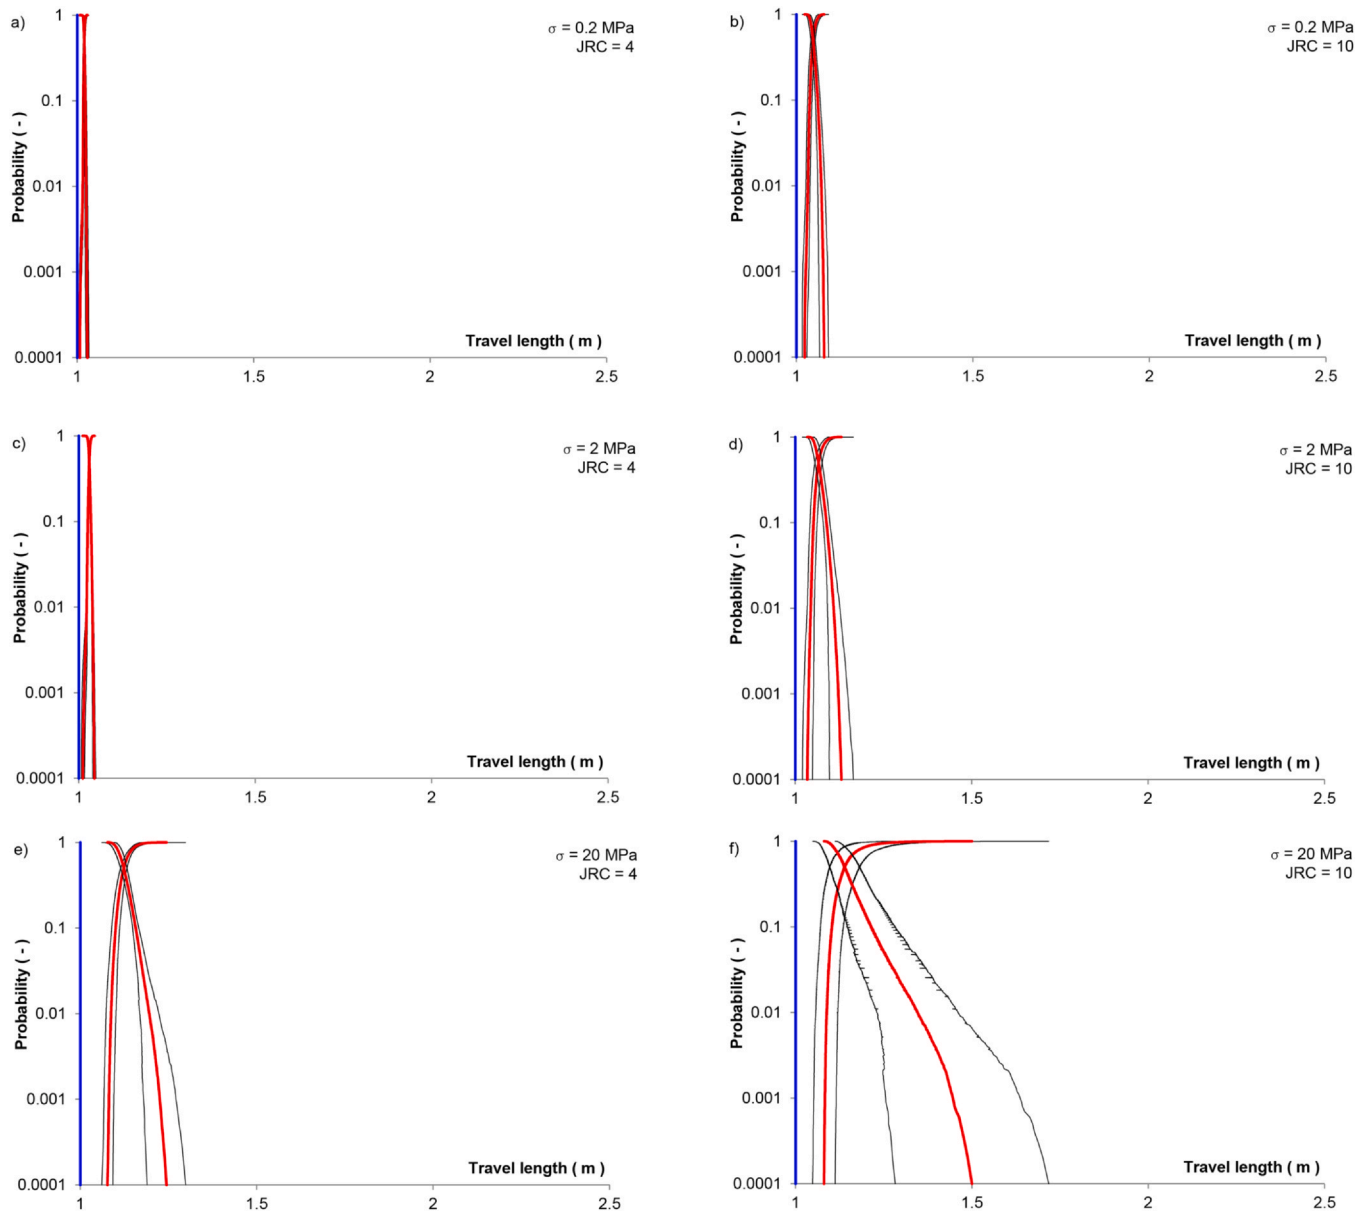 a)
σ = 0.2 MPa
JRC = 4
Probability ( - )
1
0.1
0.01
0.001
0.0001
Travel length ( m )
1 1.5 2 2.5
b)
σ = 0.2 MPa
JRC = 10
Probability ( - )
1
0.1
0.01
0.001
0.0001
Travel length ( m )
1 1.5 2 2.5
c)
σ = 2 MPa
JRC = 4
Probability ( - )
1
0.1
0.01
0.001
0.0001
Travel length ( m )
1 1.5 2 2.5
d)
σ = 2 MPa
JRC = 10
Probability ( - )
1
0.1
0.01
0.001
0.0001
Travel length ( m )
1 1.5 2 2.5
e)
σ = 20 MPa
JRC = 4
Probability ( - )
1
0.1
0.01
0.001
0.0001
Travel length ( m )
1 1.5 2 2.5
f)
σ = 20 MPa
JRC = 10
Probability ( - )
1
0.1
0.01
0.001
0.0001
Travel length ( m )
1 1.5 2 2.5